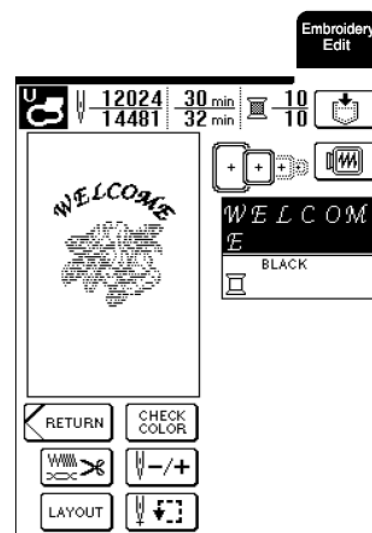 Embroidery
Edit
U
12024 30 min 10
14481 32 min 10
WELCOME
W E L C O M
E
BLACK
RETURN
CHECK
COLOR
-/+
LAYOUT